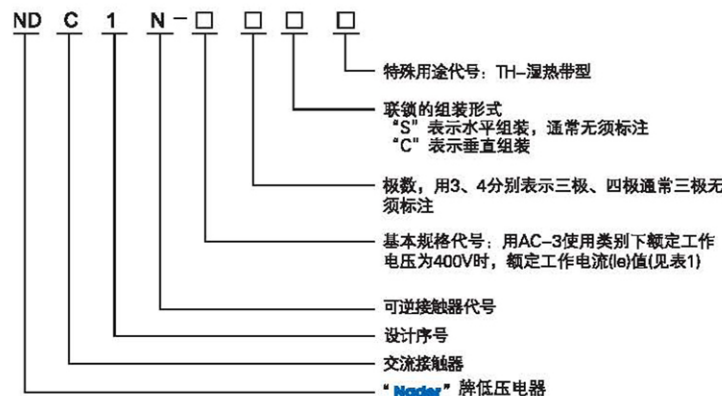 ND C 1 N-□ □ □ □
特殊用途代号：TH-湿热带型
联锁的组装形式
“S” 表示水平组装，通常无须标注
“C” 表示垂直组装
极数，用3、4分别表示三极、四极通常三极无
须标注
基本规格代号；用AC-3使用类别下额定工作
电压为400V时，额定工作电流(Ie)值(见表1)
可逆接触器代号
设计序号
交流接触器
“Nader” 牌低压电器